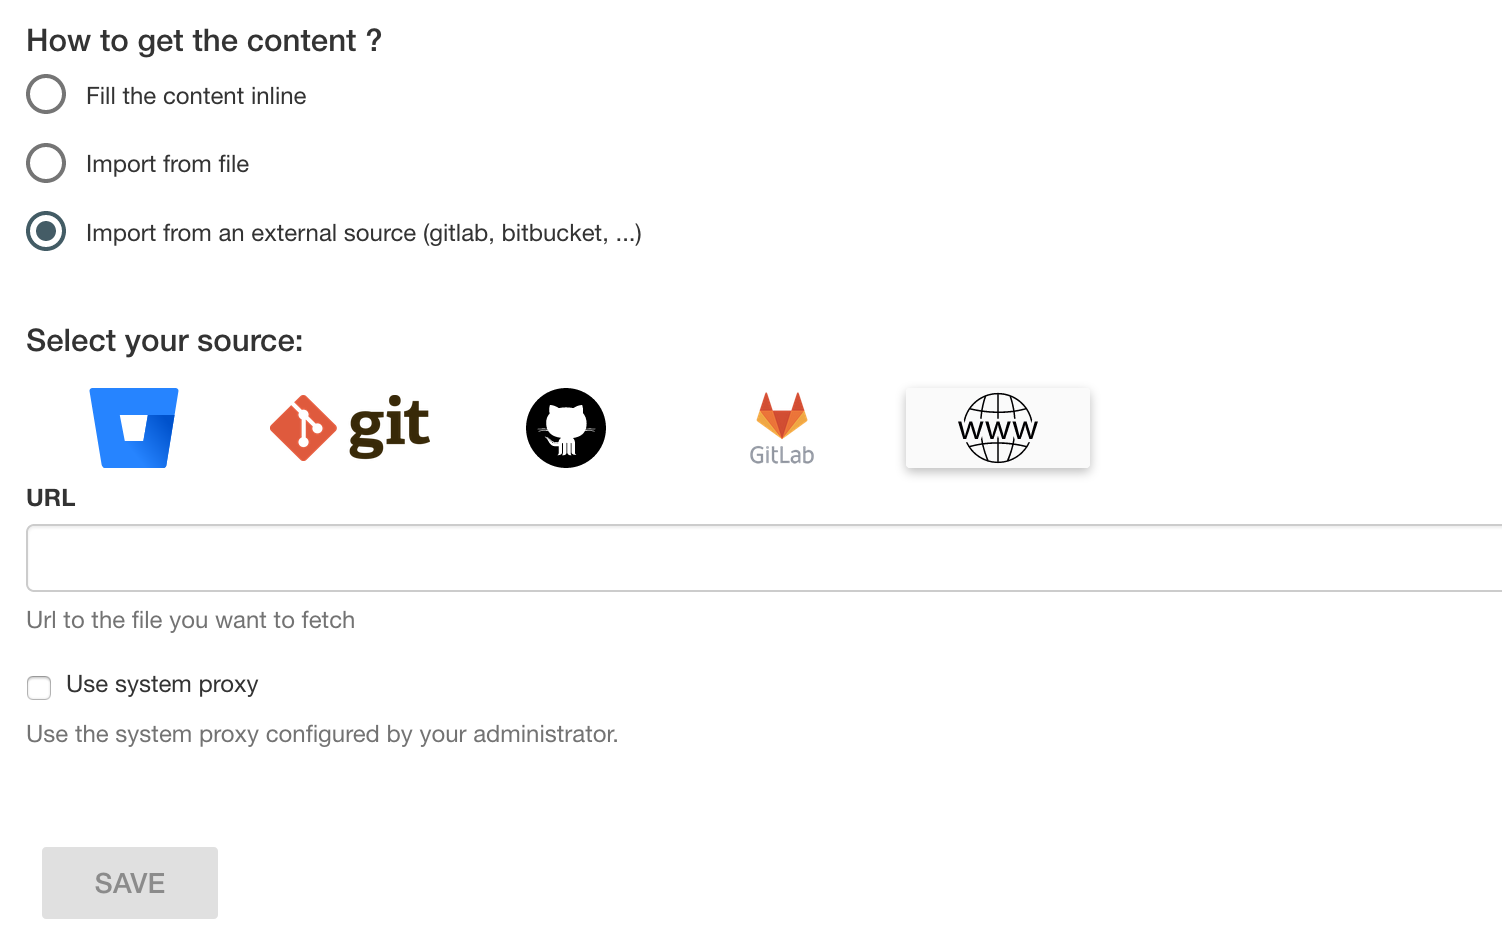 How to get the content ?
Fill the content inline
Import from file
Import from an external source (gitlab, bitbucket, ...)
Select your source:
git
GitLab
WWW
URL
Url to the file you want to fetch
Use system proxy
Use the system proxy configured by your administrator.
SAVE